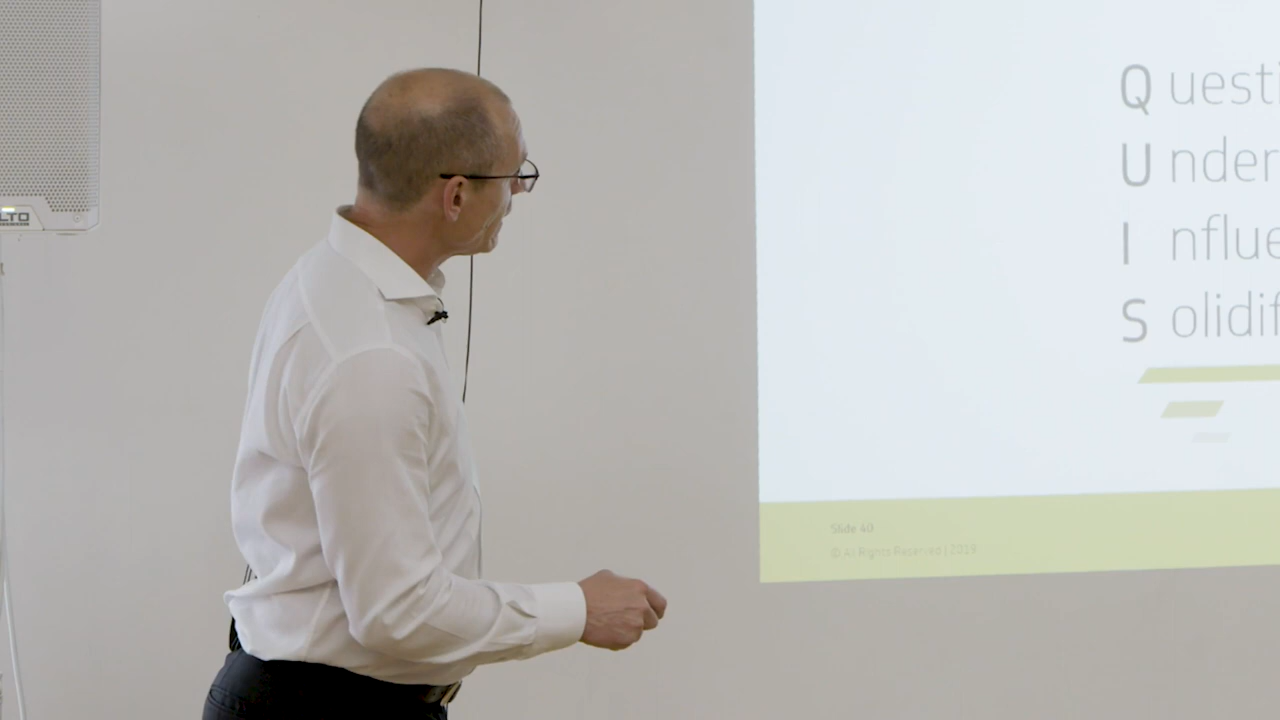 LTO
Q uesti
U nder
I nflue
S olidif
Slide 40
© All Rights Reserved | 2019